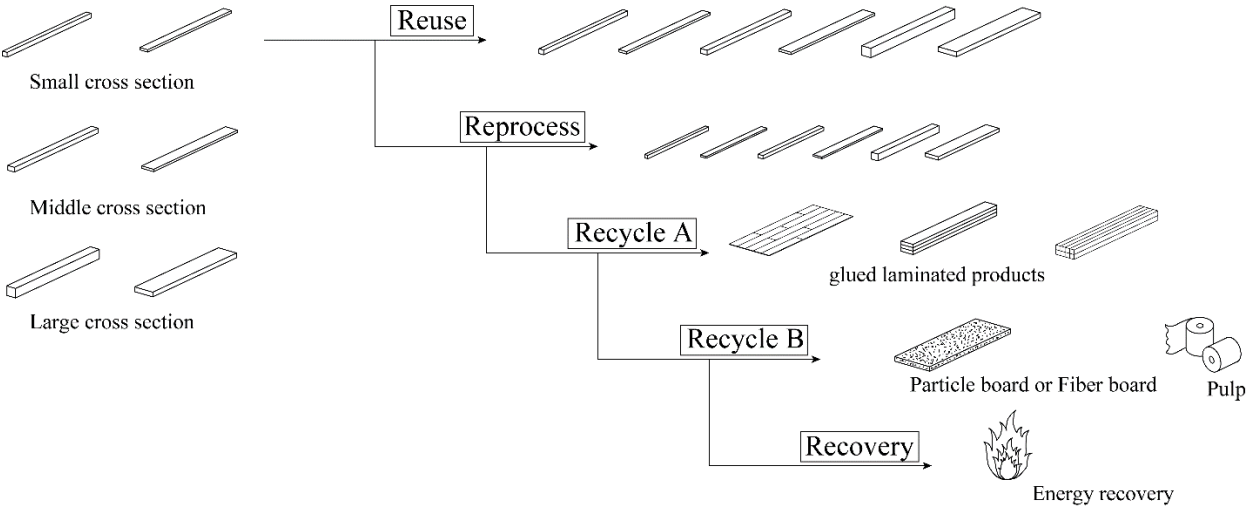 Reuse
Small cross section
Reprocess
Middle cross section
Recycle A
glued laminated products
Large cross section
Recycle B
Particle board or Fiber board
Pulp
Recovery
Energy recovery